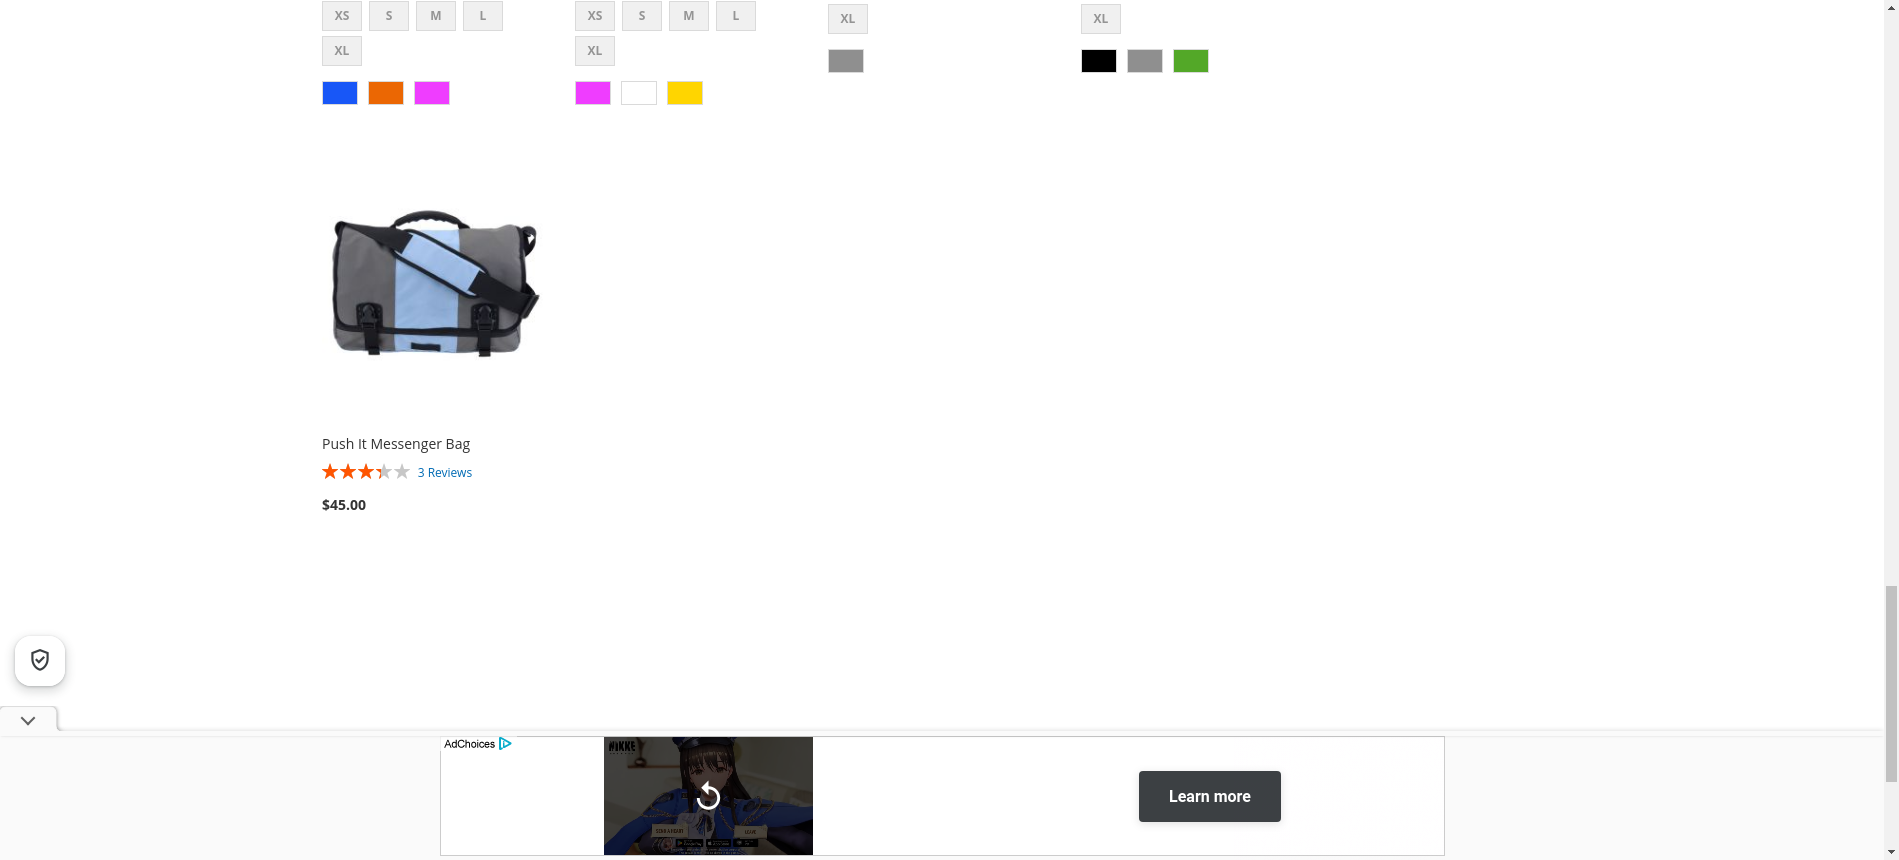 XS S M L
XL
XS S M L
XL
XL
XL
Push It Messenger Bag
3 Reviews
$45.00
AdChoices
NIKKE
Learn more